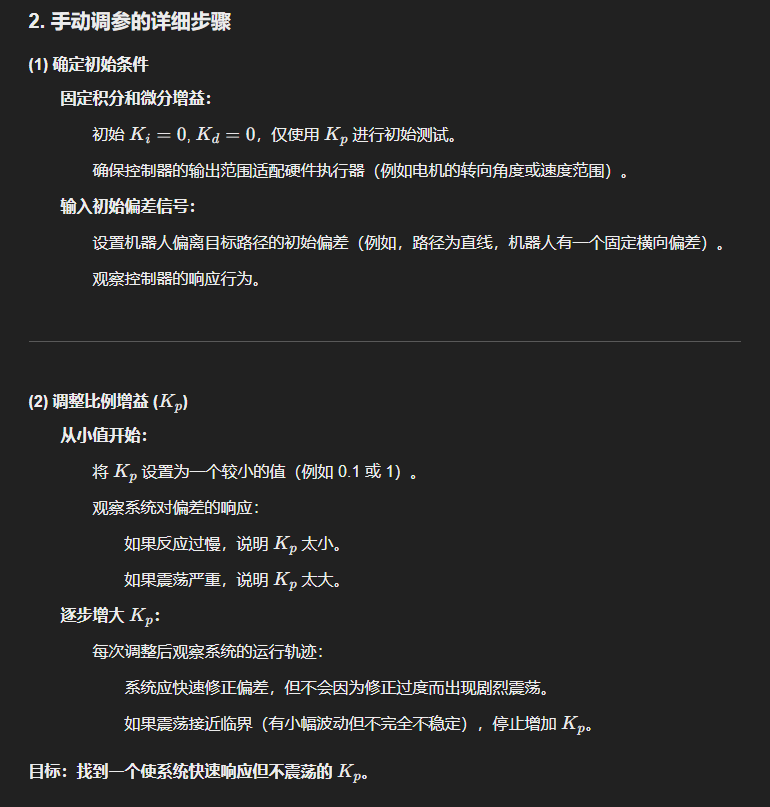 2. 手动调参的详细步骤
(1) 确定初始条件
固定积分和微分增益：
初始 K_i = 0, K_d = 0，仅使用 K_p 进行初始测试。
确保控制器的输出范围适配硬件执行器（例如电机的转向角度或速度范围）。
输入初始偏差信号：
设置机器人偏离目标路径的初始偏差（例如，路径为直线，机器人有一个固定横向偏差）。
观察控制器的响应行为。
(2) 调整比例增益 (K_p)
从小值开始：
将 K_p 设置为一个较小的值（例如 0.1 或 1）。
观察系统对偏差的响应：
如果反应过慢，说明 K_p 太小。
如果震荡严重，说明 K_p 太大。
逐步增大 K_p：
每次调整后观察系统的运行轨迹：
系统应快速修正偏差，但不会因为修正过度而出现剧烈震荡。
如果震荡接近临界（有小幅波动但不完全不稳定），停止增加 K_p。
目标：找到一个使系统快速响应但不震荡的 K_p。